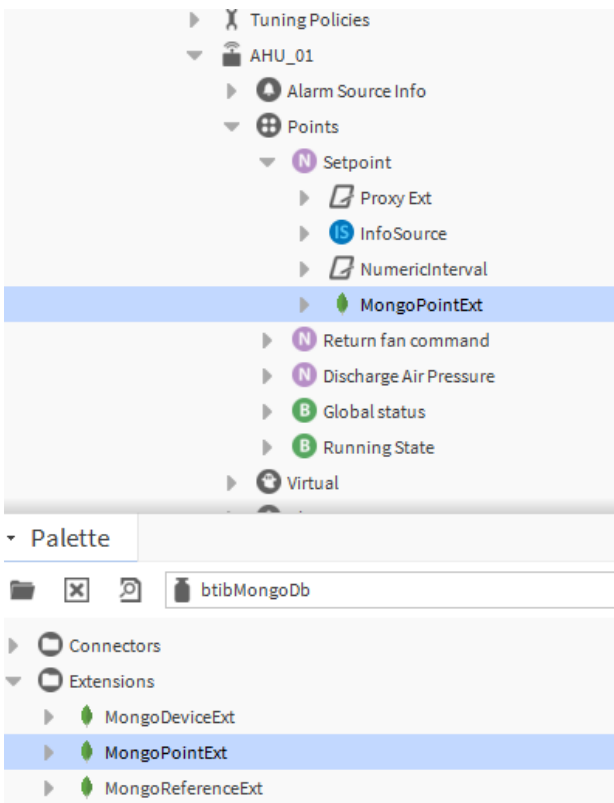 Tuning Policies
AHU_01
Alarm Source Info
Points
N Setpoint
Proxy Ext
IS InfoSource
NumericInterval
MongoPointExt
N Return fan command
N Discharge Air Pressure
B Global status
B Running State
Virtual
Palette
btibMongoDb
Connectors
Extensions
MongoDeviceExt
MongoPointExt
MongoReferenceExt